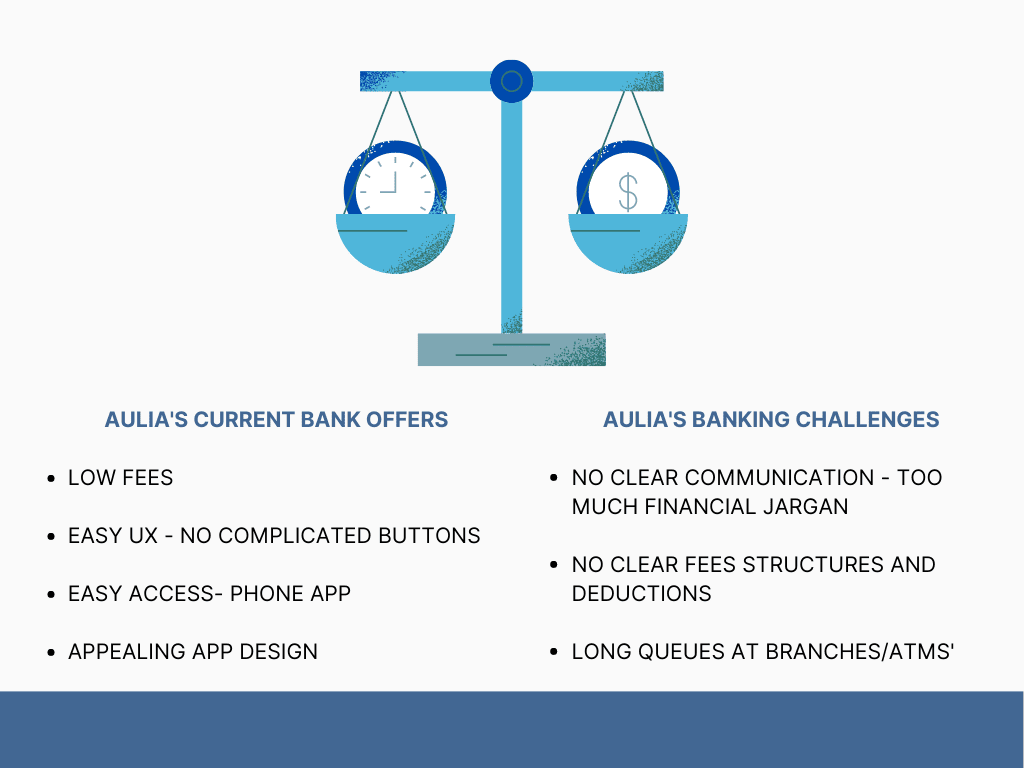 AULIA'S CURRENT BANK OFFERS
• LOW FEES
• EASY UX - NO COMPLICATED BUTTONS
• EASY ACCESS- PHONE APP
• APPEALING APP DESIGN
AULIA'S BANKING CHALLENGES
• NO CLEAR COMMUNICATION - TOO
MUCH FINANCIAL JARGAN
• NO CLEAR FEES STRUCTURES AND
DEDUCTIONS
• LONG QUEUES AT BRANCHES/ATMS'
$